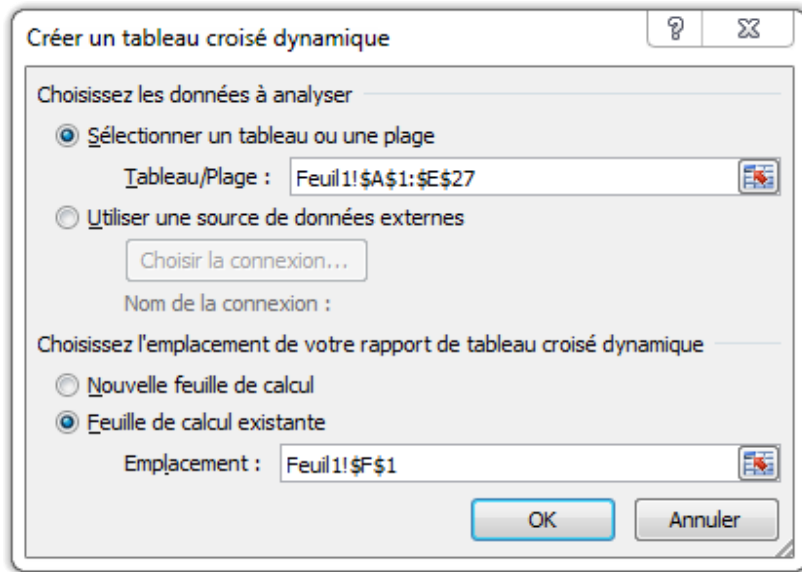 Créer un tableau croisé dynamique
Choisissez les données à analyser
Sélectionner un tableau ou une plage
Tableau/Plage : Feuil1!$A$1:$E$27
Utiliser une source de données externes
Choisir la connexion...
Nom de la connexion :
Choisissez l'emplacement de votre rapport de tableau croisé dynamique
Nouvelle feuille de calcul
Feuille de calcul existante
Emplacement : Feuil1!$F$1
OK Annuler